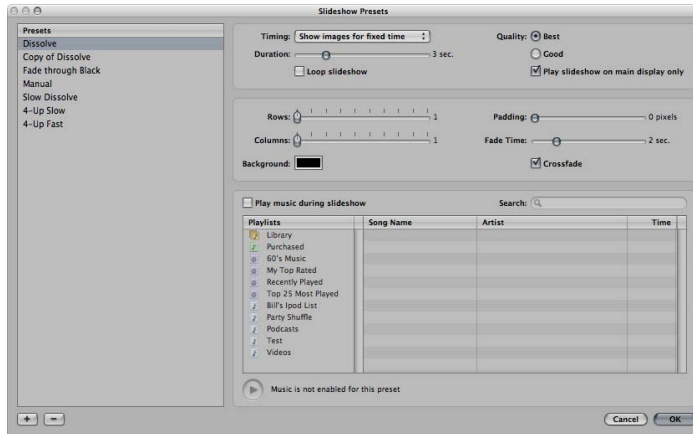 Slideshow Presets
Presets
Dissolve
Copy of Dissolve
Fade through Black
Manual
Slow Dissolve
4-Up Slow
4-Up Fast
Timing: Show images for fixed time
Quality: Best
Duration: 3 sec.
Good
Loop slideshow
Play slideshow on main display only
Rows: 1
Padding: 0 pixels
Columns: 1
Fade Time: 2 sec.
Background:
Crossfade
Play music during slideshow
Search:
Playlists Song Name Artist Time
Library
Purchased
60's Music
My Top Rated
Recently Played
Top 25 Most Played
Bill's Ipod List
Party Shuffle
Podcasts
Test
Videos
Music is not enabled for this preset
+ − Cancel OK